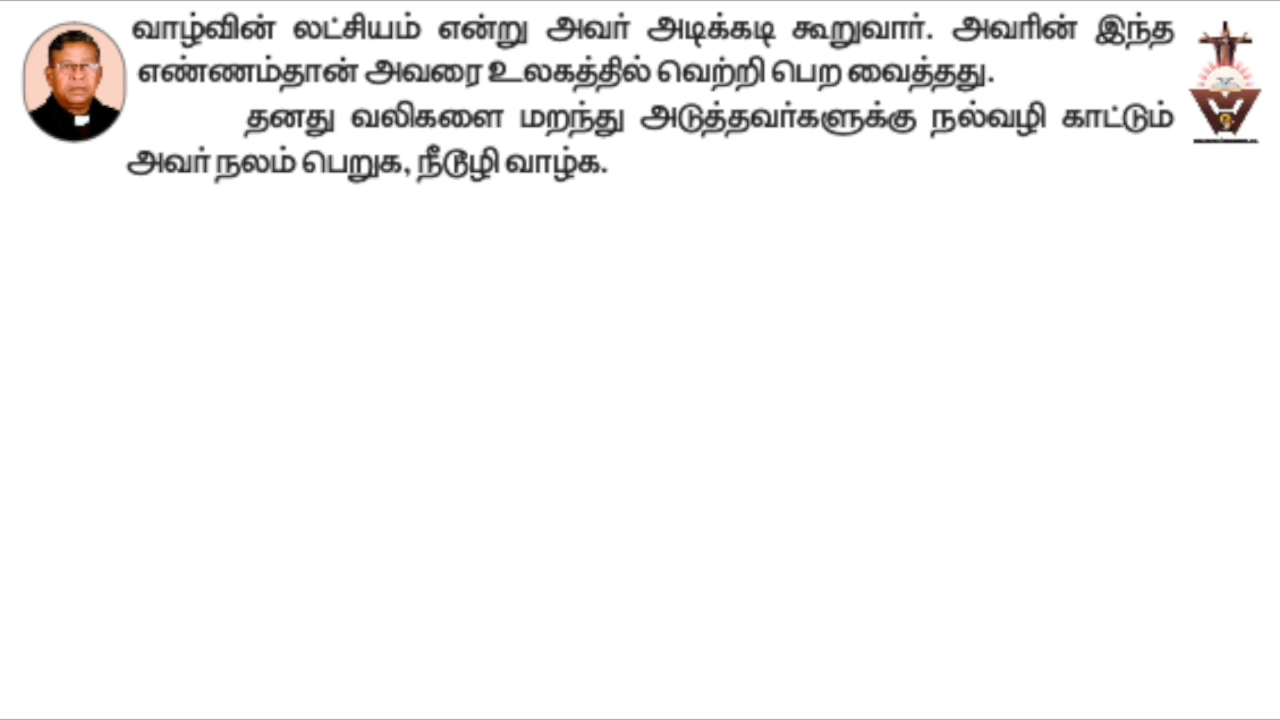 வாழ்வின் லட்சியம் என்று அவர் அடிக்கடி கூறுவார். அவரின் இந்த
எண்ணம்தான் அவரை உலகத்தில் வெற்றி பெற வைத்தது.
தனது வலிகளை மறந்து அடுத்தவர்களுக்கு நல்வழி காட்டும்
அவர் நலம் பெறுக, நீடூழி வாழ்க.